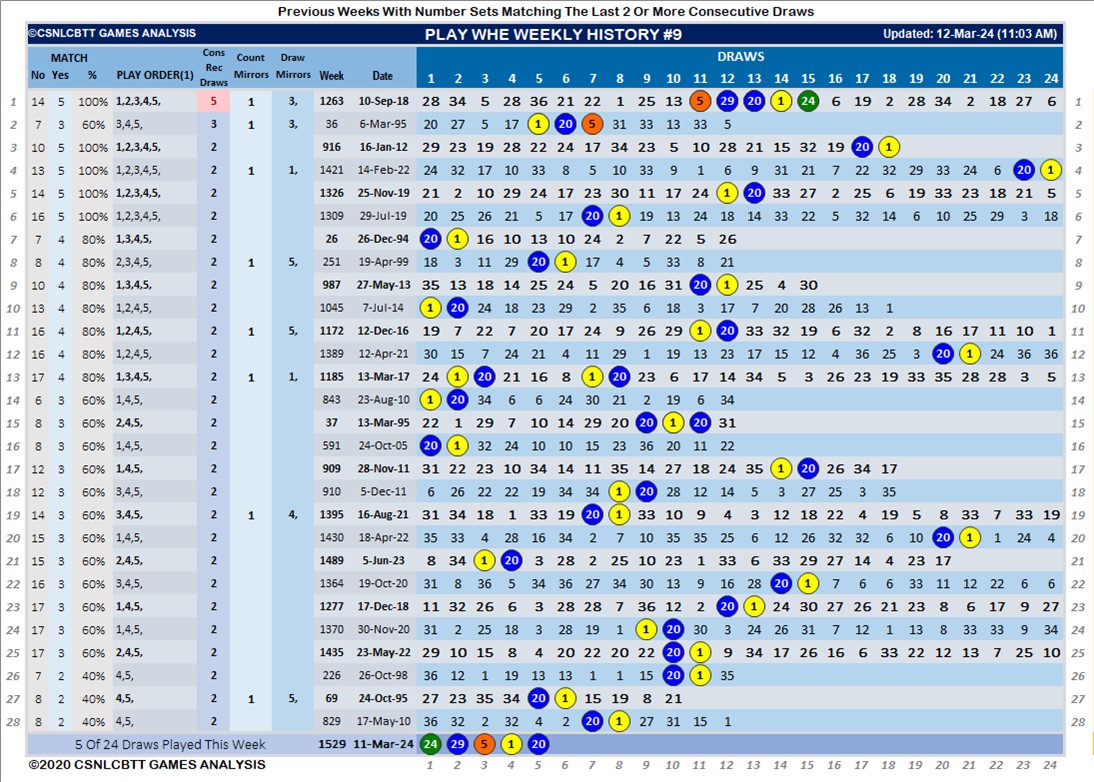 Previous Weeks With Number Sets Matching The Last 2 Or More Consecutive Draws
©CSNLCBTT GAMES ANALYSIS PLAY WHE WEEKLY HISTORY #9 Updated: 12-Mar-24 (11:03 AM)
MATCH Cons Count Draw DRAWS
No Yes % PLAY ORDER(1) Rec Draws Mirrors Mirrors Week Date 1 2 3 4 5 6 7 8 9 10 11 12 13 14 15 16 17 18 19 20 21 22 23 24
1 14 5 100% 1,2,3,4,5, 5 1 3, 1263 10-Sep-18 28 34 5 28 36 21 22 1 25 13 5 29 20 1 24 6 19 2 28 34 2 18 27 6 1
2 7 3 60% 3,4,5, 3 1 3, 36 6-Mar-95 20 27 5 17 1 20 5 31 33 13 33 5 2
3 10 5 100% 1,2,3,4,5, 2 916 16-Jan-12 29 23 19 28 22 24 17 34 23 5 10 28 21 15 32 19 20 1 3
4 13 5 100% 1,2,3,4,5, 2 1 1, 1421 14-Feb-22 24 32 17 10 33 8 5 10 33 9 1 6 9 31 21 7 22 32 29 33 24 6 20 1 4
5 14 5 100% 1,2,3,4,5, 2 1326 25-Nov-19 21 2 10 29 24 17 23 30 11 17 24 1 20 33 27 2 25 6 19 33 23 18 21 5 5
6 16 5 100% 1,2,3,4,5, 2 1309 29-Jul-19 20 25 26 21 5 17 20 1 19 13 24 18 14 33 22 5 32 14 6 10 25 29 3 18 6
7 7 4 80% 1,3,4,5, 2 26 26-Dec-94 20 1 16 10 13 10 24 2 7 22 5 26 7
8 8 4 80% 2,3,4,5, 2 1 5, 251 19-Apr-99 18 3 11 29 20 1 17 4 5 33 8 21 8
9 10 4 80% 1,3,4,5, 2 987 27-May-13 35 13 18 14 25 24 5 20 16 31 20 1 25 4 30 9
10 13 4 80% 1,2,4,5, 2 1045 7-Jul-14 1 20 24 18 23 29 2 35 6 18 3 17 7 20 28 26 13 1 10
11 16 4 80% 1,2,4,5, 2 1 5, 1172 12-Dec-16 19 7 22 7 20 17 24 9 26 29 1 20 33 32 19 6 32 2 8 16 17 11 10 1 11
12 16 4 80% 1,2,4,5, 2 1389 12-Apr-21 30 15 7 24 21 4 11 29 1 19 13 23 17 15 12 4 36 25 3 20 1 24 36 36 12
13 17 4 80% 1,3,4,5, 2 1 1, 1185 13-Mar-17 24 1 20 21 16 8 1 20 23 6 17 14 34 5 3 26 23 19 33 35 28 28 1 5 13
14 6 3 60% 1,4,5, 2 843 23-Aug-10 1 20 34 6 6 24 30 21 2 19 6 34 14
15 8 3 60% 2,4,5, 2 37 13-Mar-95 22 1 29 7 10 14 29 20 20 1 20 31 15
16 8 3 60% 1,4,5, 2 591 24-Oct-05 20 1 32 24 10 10 15 23 36 20 11 22 16
17 12 3 60% 1,4,5, 2 909 28-Nov-11 31 22 23 10 34 14 11 35 14 27 18 24 35 1 20 26 34 17 17
18 12 3 60% 3,4,5, 2 910 5-Dec-11 6 26 22 22 19 34 34 1 20 28 12 14 5 3 27 25 3 35 18
19 14 3 60% 3,4,5, 2 1 4, 1395 16-Aug-21 31 34 18 1 33 19 20 1 33 10 9 4 3 12 18 22 4 19 5 8 33 7 33 19 19
20 15 3 60% 1,4,5, 2 1430 18-Apr-22 35 33 4 28 16 34 2 7 10 35 35 25 6 12 26 32 32 6 10 20 1 1 24 4 20
21 15 3 60% 2,4,5, 2 1489 5-Jun-23 8 34 1 20 3 28 2 25 10 23 1 33 6 33 29 27 14 4 23 17 21
22 16 3 60% 3,4,5, 2 1364 19-Oct-20 31 8 36 5 34 36 27 34 30 13 9 16 28 20 1 7 6 6 33 11 12 22 6 6 22
23 17 3 60% 1,4,5, 2 1277 17-Dec-18 11 32 26 6 3 28 28 7 36 12 2 20 1 24 30 27 26 21 23 8 6 17 9 27 23
24 17 3 60% 1,4,5, 2 1370 30-Nov-20 31 2 25 18 3 28 19 1 1 20 30 3 24 26 31 7 12 1 13 8 33 33 9 34 24
25 17 3 60% 2,4,5, 2 1435 23-May-22 29 10 15 8 4 20 22 20 22 20 1 9 34 17 26 16 6 33 22 12 13 7 25 10 25
26 7 2 40% 4,5, 2 226 26-Oct-98 36 12 1 19 13 13 1 1 15 20 1 35 26
27 8 2 40% 4,5, 2 1 5, 69 24-Oct-95 27 23 35 34 20 1 15 19 8 21 27
28 8 2 40% 4,5, 2 829 17-May-10 36 32 2 32 4 2 20 1 27 31 15 1 28
5 Of 24 Draws Played This Week 1529 11-Mar-24 24 29 5 1 20
©2020 CSNLCBTT GAMES ANALYSIS 1 2 3 4 5 6 7 8 9 10 11 12 13 14 15 16 17 18 19 20 21 22 23 24